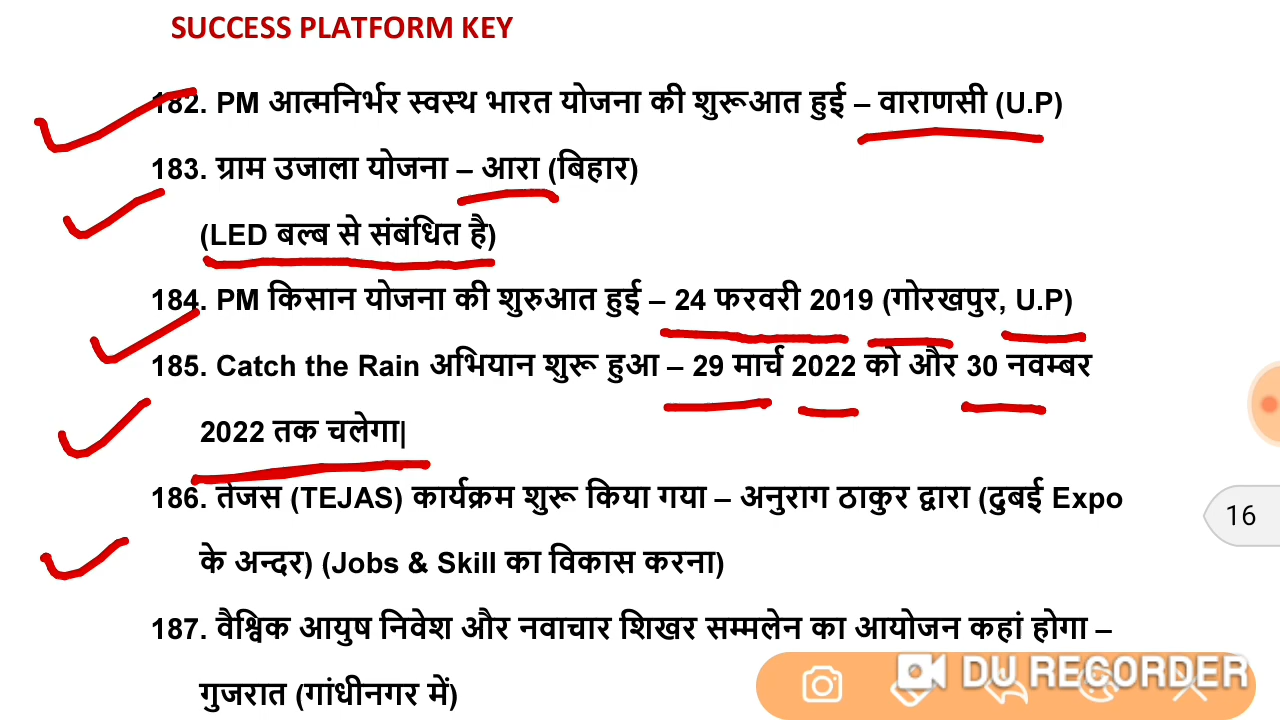 SUCCESS PLATFORM KEY
182. PM आत्मनिर्भर स्वस्थ भारत योजना की शुरूआत हुई – वाराणसी (U.P)
183. ग्राम उजाला योजना – आरा (बिहार)
(LED बल्ब से संबंधित है)
184. PM किसान योजना की शुरुआत हुई – 24 फरवरी 2019 (गोरखपुर, U.P)
185. Catch the Rain अभियान शुरू हुआ – 29 मार्च 2022 को और 30 नवम्बर
2022 तक चलेगा|
186. तेजस (TEJAS) कार्यक्रम शुरू किया गया – अनुराग ठाकुर द्वारा (दुबई Expo
के अन्दर) (Jobs & Skill का विकास करना)
16
187. वैश्विक आयुष निवेश और नवाचार शिखर सम्मलेन का आयोजन कहां होगा –
गुजरात (गांधीनगर में)
DU RECORDER